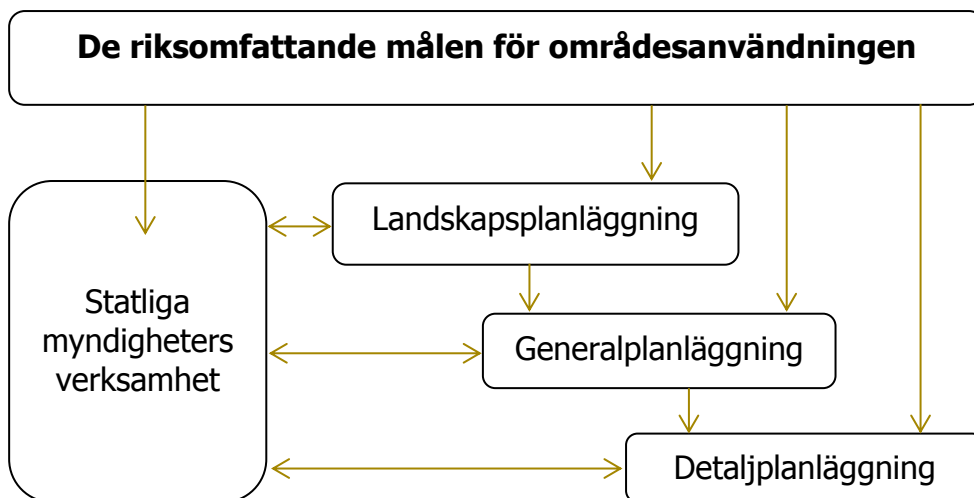 De riksomfattande målen för områdesanvändningen
Landskapsplanläggning
Statliga
myndigheters
verksamhet
Generalplanläggning
Detaljplanläggning